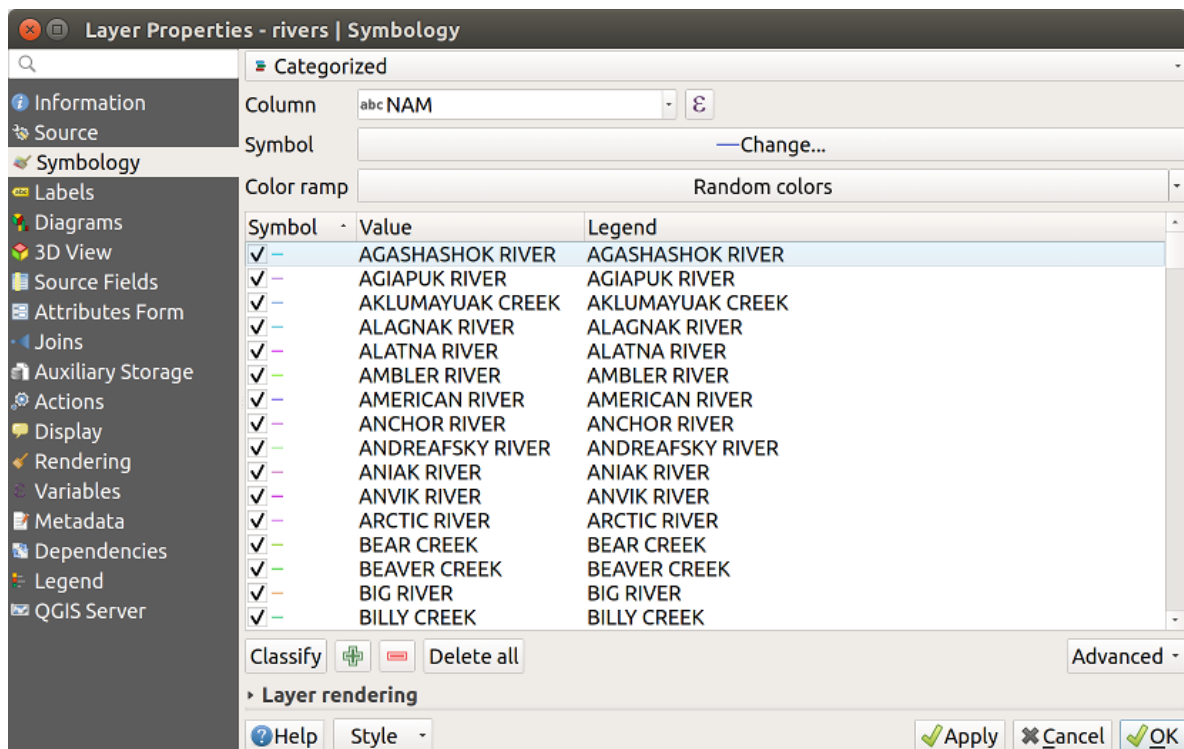 Layer Properties - rivers | Symbology
Information
Source
Symbology
Labels
Diagrams
3D View
Source Fields
Attributes Form
Joins
Auxiliary Storage
Actions
Display
Rendering
Variables
Metadata
Dependencies
Legend
QGIS Server
Categorized
Column abc NAM ε
Symbol Change...
Color ramp Random colors
Symbol Value Legend
AGASHASHOK RIVER AGASHASHOK RIVER
AGIAPUK RIVER AGIAPUK RIVER
AKLUMAYUAK CREEK AKLUMAYUAK CREEK
ALAGNAK RIVER ALAGNAK RIVER
ALATNA RIVER ALATNA RIVER
AMBLER RIVER AMBLER RIVER
AMERICAN RIVER AMERICAN RIVER
ANCHOR RIVER ANCHOR RIVER
ANDREAFSKY RIVER ANDREAFSKY RIVER
ANIAK RIVER ANIAK RIVER
ANVIK RIVER ANVIK RIVER
ARCTIC RIVER ARCTIC RIVER
BEAR CREEK BEAR CREEK
BEAVER CREEK BEAVER CREEK
BIG RIVER BIG RIVER
BILLY CREEK BILLY CREEK
Classify Delete all Advanced
Layer rendering
Help Style Apply Cancel OK